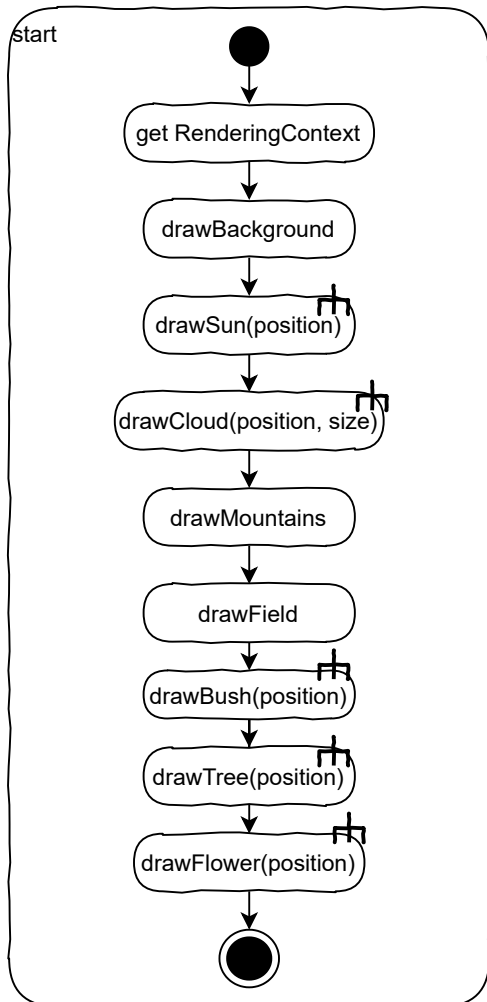 start
get RenderingContext
drawBackground
drawSun(position)
drawCloud(position, size)
drawMountains
drawField
drawBush(position)
drawTree(position)
drawFlower(position)